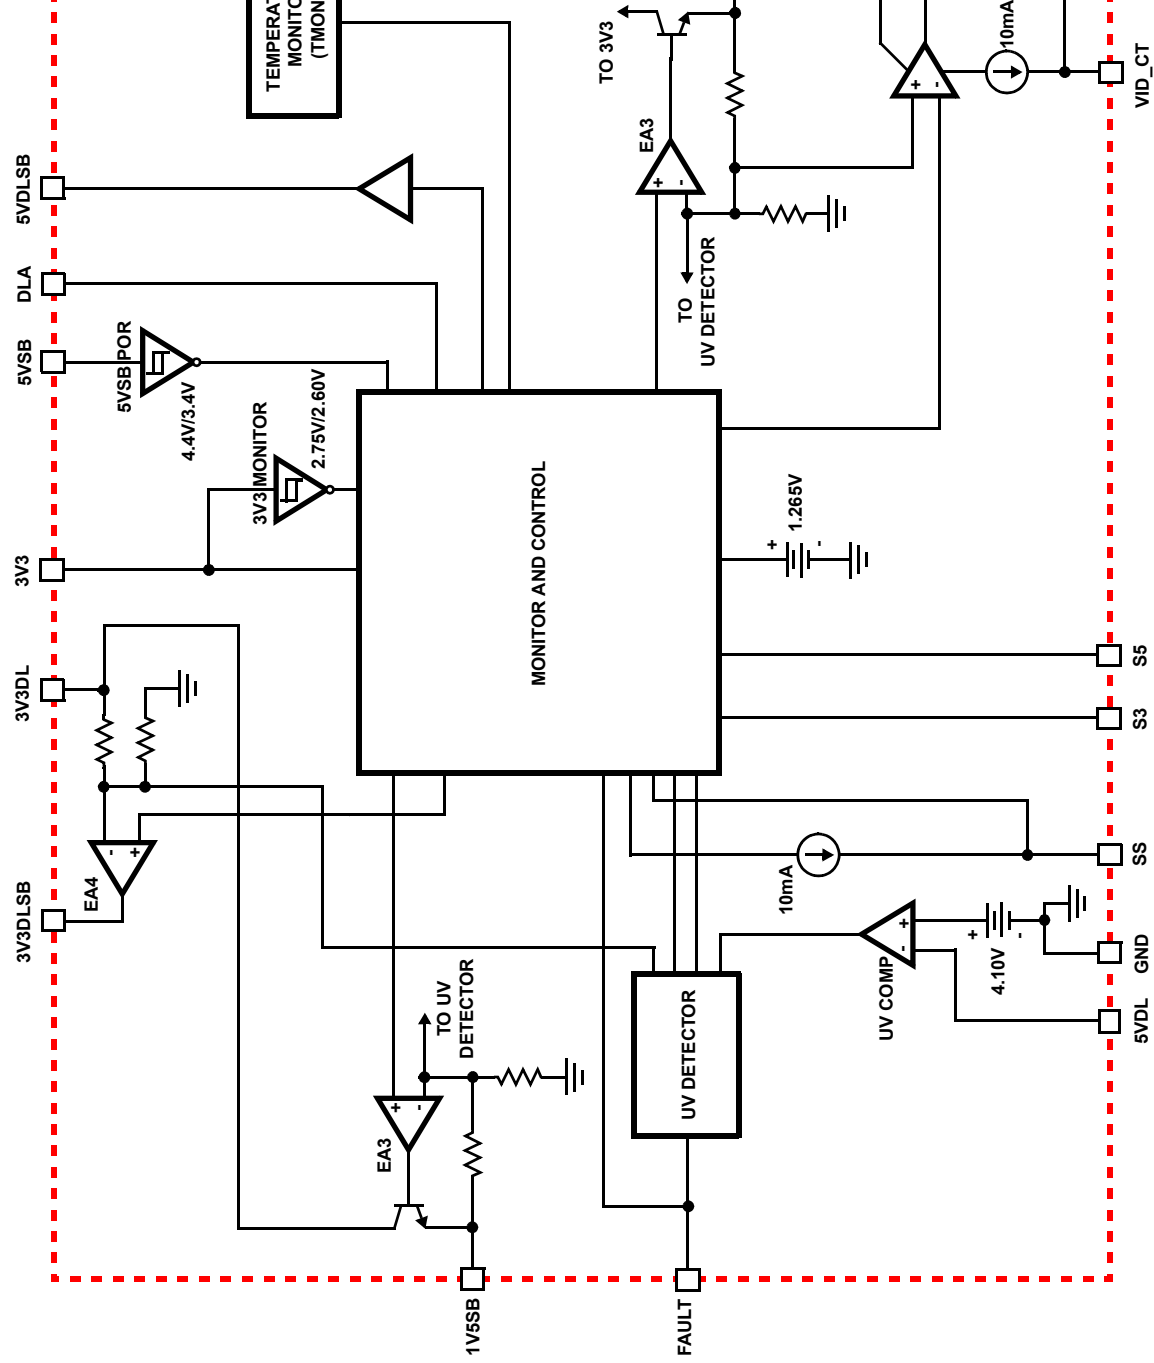 TEMPERAT
MONITO
(TMON
TO 3V3
10mA
VID_CT
+
-
EA3
+
-
5VDLSB
DLA
TO
UV DETECTOR
5VSB
5VSB POR
4.4V/3.4V
3V3 MONITOR
2.75V/2.60V
MONITOR AND CONTROL
+
1.265V
-
3V3
3V3DL
S5
S3
-
+
EA4
3V3DLSB
10mA
SS
+
-
UV COMP
+
4.10V
-
GND
5VDL
TO UV
DETECTOR
+
-
EA3
UV DETECTOR
1V5SB
FAULT